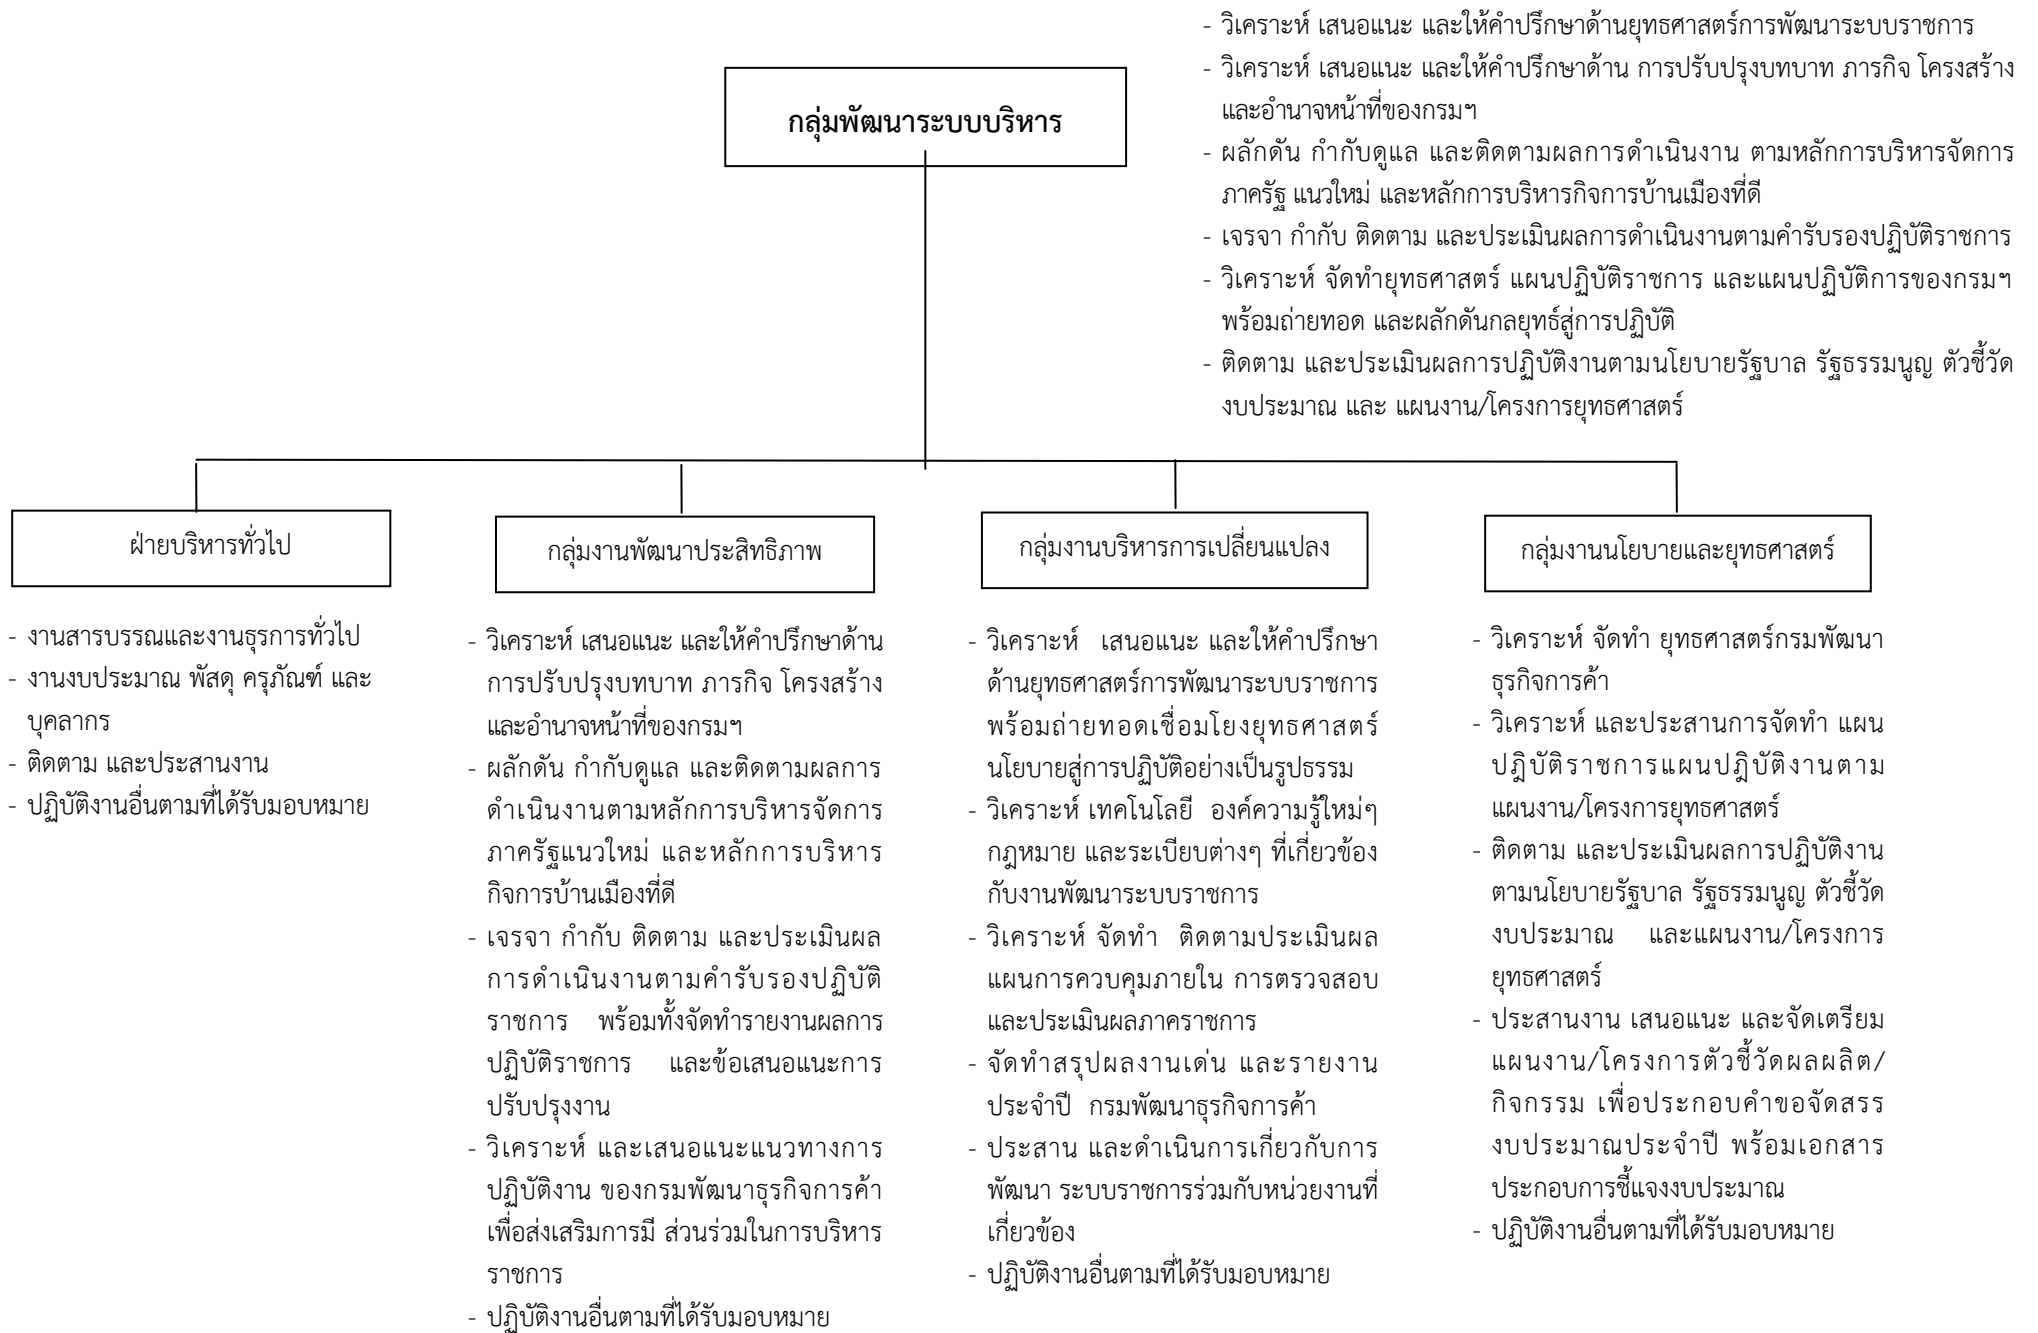 - วิเคราะห์ เสนอแนะ และให้คำปรึกษาด้านยุทธศาสตร์การพัฒนาระบบราชการ
- วิเคราะห์ เสนอแนะ และให้คำปรึกษาด้าน การปรับปรุงบทบาท ภารกิจ โครงสร้าง
และอำนาจหน้าที่ของกรมฯ
- ผลักดัน กำกับดูแล และติดตามผลการดำเนินงาน ตามหลักการบริหารจัดการ
ภาครัฐ แนวใหม่ และหลักการบริหารกิจการบ้านเมืองที่ดี
- เจรจา กำกับ ติดตาม และประเมินผลการดำเนินงานตามคำรับรองปฏิบัติราชการ
- วิเคราะห์ จัดทำยุทธศาสตร์ แผนปฏิบัติราชการ และแผนปฏิบัติการของกรมฯ
พร้อมถ่ายทอด และผลักดันกลยุทธ์สู่การปฏิบัติ
- ติดตาม และประเมินผลการปฏิบัติงานตามนโยบายรัฐบาล รัฐธรรมนูญ ตัวชี้วัด
งบประมาณ และ แผนงาน/โครงการยุทธศาสตร์
กลุ่มพัฒนาระบบบริหาร
ฝ่ายบริหารทั่วไป
- งานสารบรรณและงานธุรการทั่วไป
- งานงบประมาณ พัสดุ ครุภัณฑ์ และ
บุคลากร
- ติดตาม และประสานงาน
- ปฏิบัติงานอื่นตามที่ได้รับมอบหมาย
กลุ่มงานพัฒนาประสิทธิภาพ
- วิเคราะห์ เสนอแนะ และให้คำปรึกษาด้าน
การปรับปรุงบทบาท ภารกิจ โครงสร้าง
และอำนาจหน้าที่ของกรมฯ
- ผลักดัน กำกับดูแล และติดตามผลการ
ดำเนินงานตามหลักการบริหารจัดการ
ภาครัฐแนวใหม่ และหลักการบริหาร
กิจการบ้านเมืองที่ดี
- เจรจา กำกับ ติดตาม และประเมินผล
การดำเนินงานตามคำรับรองปฏิบัติ
ราชการ พร้อมทั้งจัดทำรายงานผลการ
ปฏิบัติราชการ และข้อเสนอแนะการ
ปรับปรุงงาน
- วิเคราะห์ และเสนอแนะแนวทางการ
ปฏิบัติงาน ของกรมพัฒนาธุรกิจการค้า
เพื่อส่งเสริมการมี ส่วนร่วมในการบริหาร
ราชการ
- ปฏิบัติงานอื่นตามที่ได้รับมอบหมาย
กลุ่มงานบริหารการเปลี่ยนแปลง
- วิเคราะห์ เสนอแนะ และให้คำปรึกษา
ด้านยุทธศาสตร์การพัฒนาระบบราชการ
พร้อมถ่ายทอดเชื่อมโยงยุทธศาสตร์
นโยบายสู่การปฏิบัติอย่างเป็นรูปธรรม
- วิเคราะห์ เทคโนโลยี องค์ความรู้ใหม่ๆ
กฎหมาย และระเบียบต่างๆ ที่เกี่ยวข้อง
กับงานพัฒนาระบบราชการ
- วิเคราะห์ จัดทำ ติดตามประเมินผล
แผนการควบคุมภายใน การตรวจสอบ
และประเมินผลภาคราชการ
- จัดทำสรุปผลงานเด่น และรายงาน
ประจำปี กรมพัฒนาธุรกิจการค้า
- ประสาน และดำเนินการเกี่ยวกับการ
พัฒนา ระบบราชการร่วมกับหน่วยงานที่
เกี่ยวข้อง
- ปฏิบัติงานอื่นตามที่ได้รับมอบหมาย
กลุ่มงานนโยบายและยุทธศาสตร์
- วิเคราะห์ จัดทำ ยุทธศาสตร์กรมพัฒนา
ธุรกิจการค้า
- วิเคราะห์ และประสานการจัดทำ แผน
ปฎิบัติราชการแผนปฎิบัติงานตาม
แผนงาน/โครงการยุทธศาสตร์
- ติดตาม และประเมินผลการปฏิบัติงาน
ตามนโยบายรัฐบาล รัฐธรรมนูญ ตัวชี้วัด
งบประมาณ และแผนงาน/โครงการ
ยุทธศาสตร์
- ประสานงาน เสนอแนะ และจัดเตรียม
แผนงาน/โครงการตัวชี้วัดผลผลิต/
กิจกรรม เพื่อประกอบคำขอจัดสรร
งบประมาณประจำปี พร้อมเอกสาร
ประกอบการชี้แจงงบประมาณ
- ปฏิบัติงานอื่นตามที่ได้รับมอบหมาย